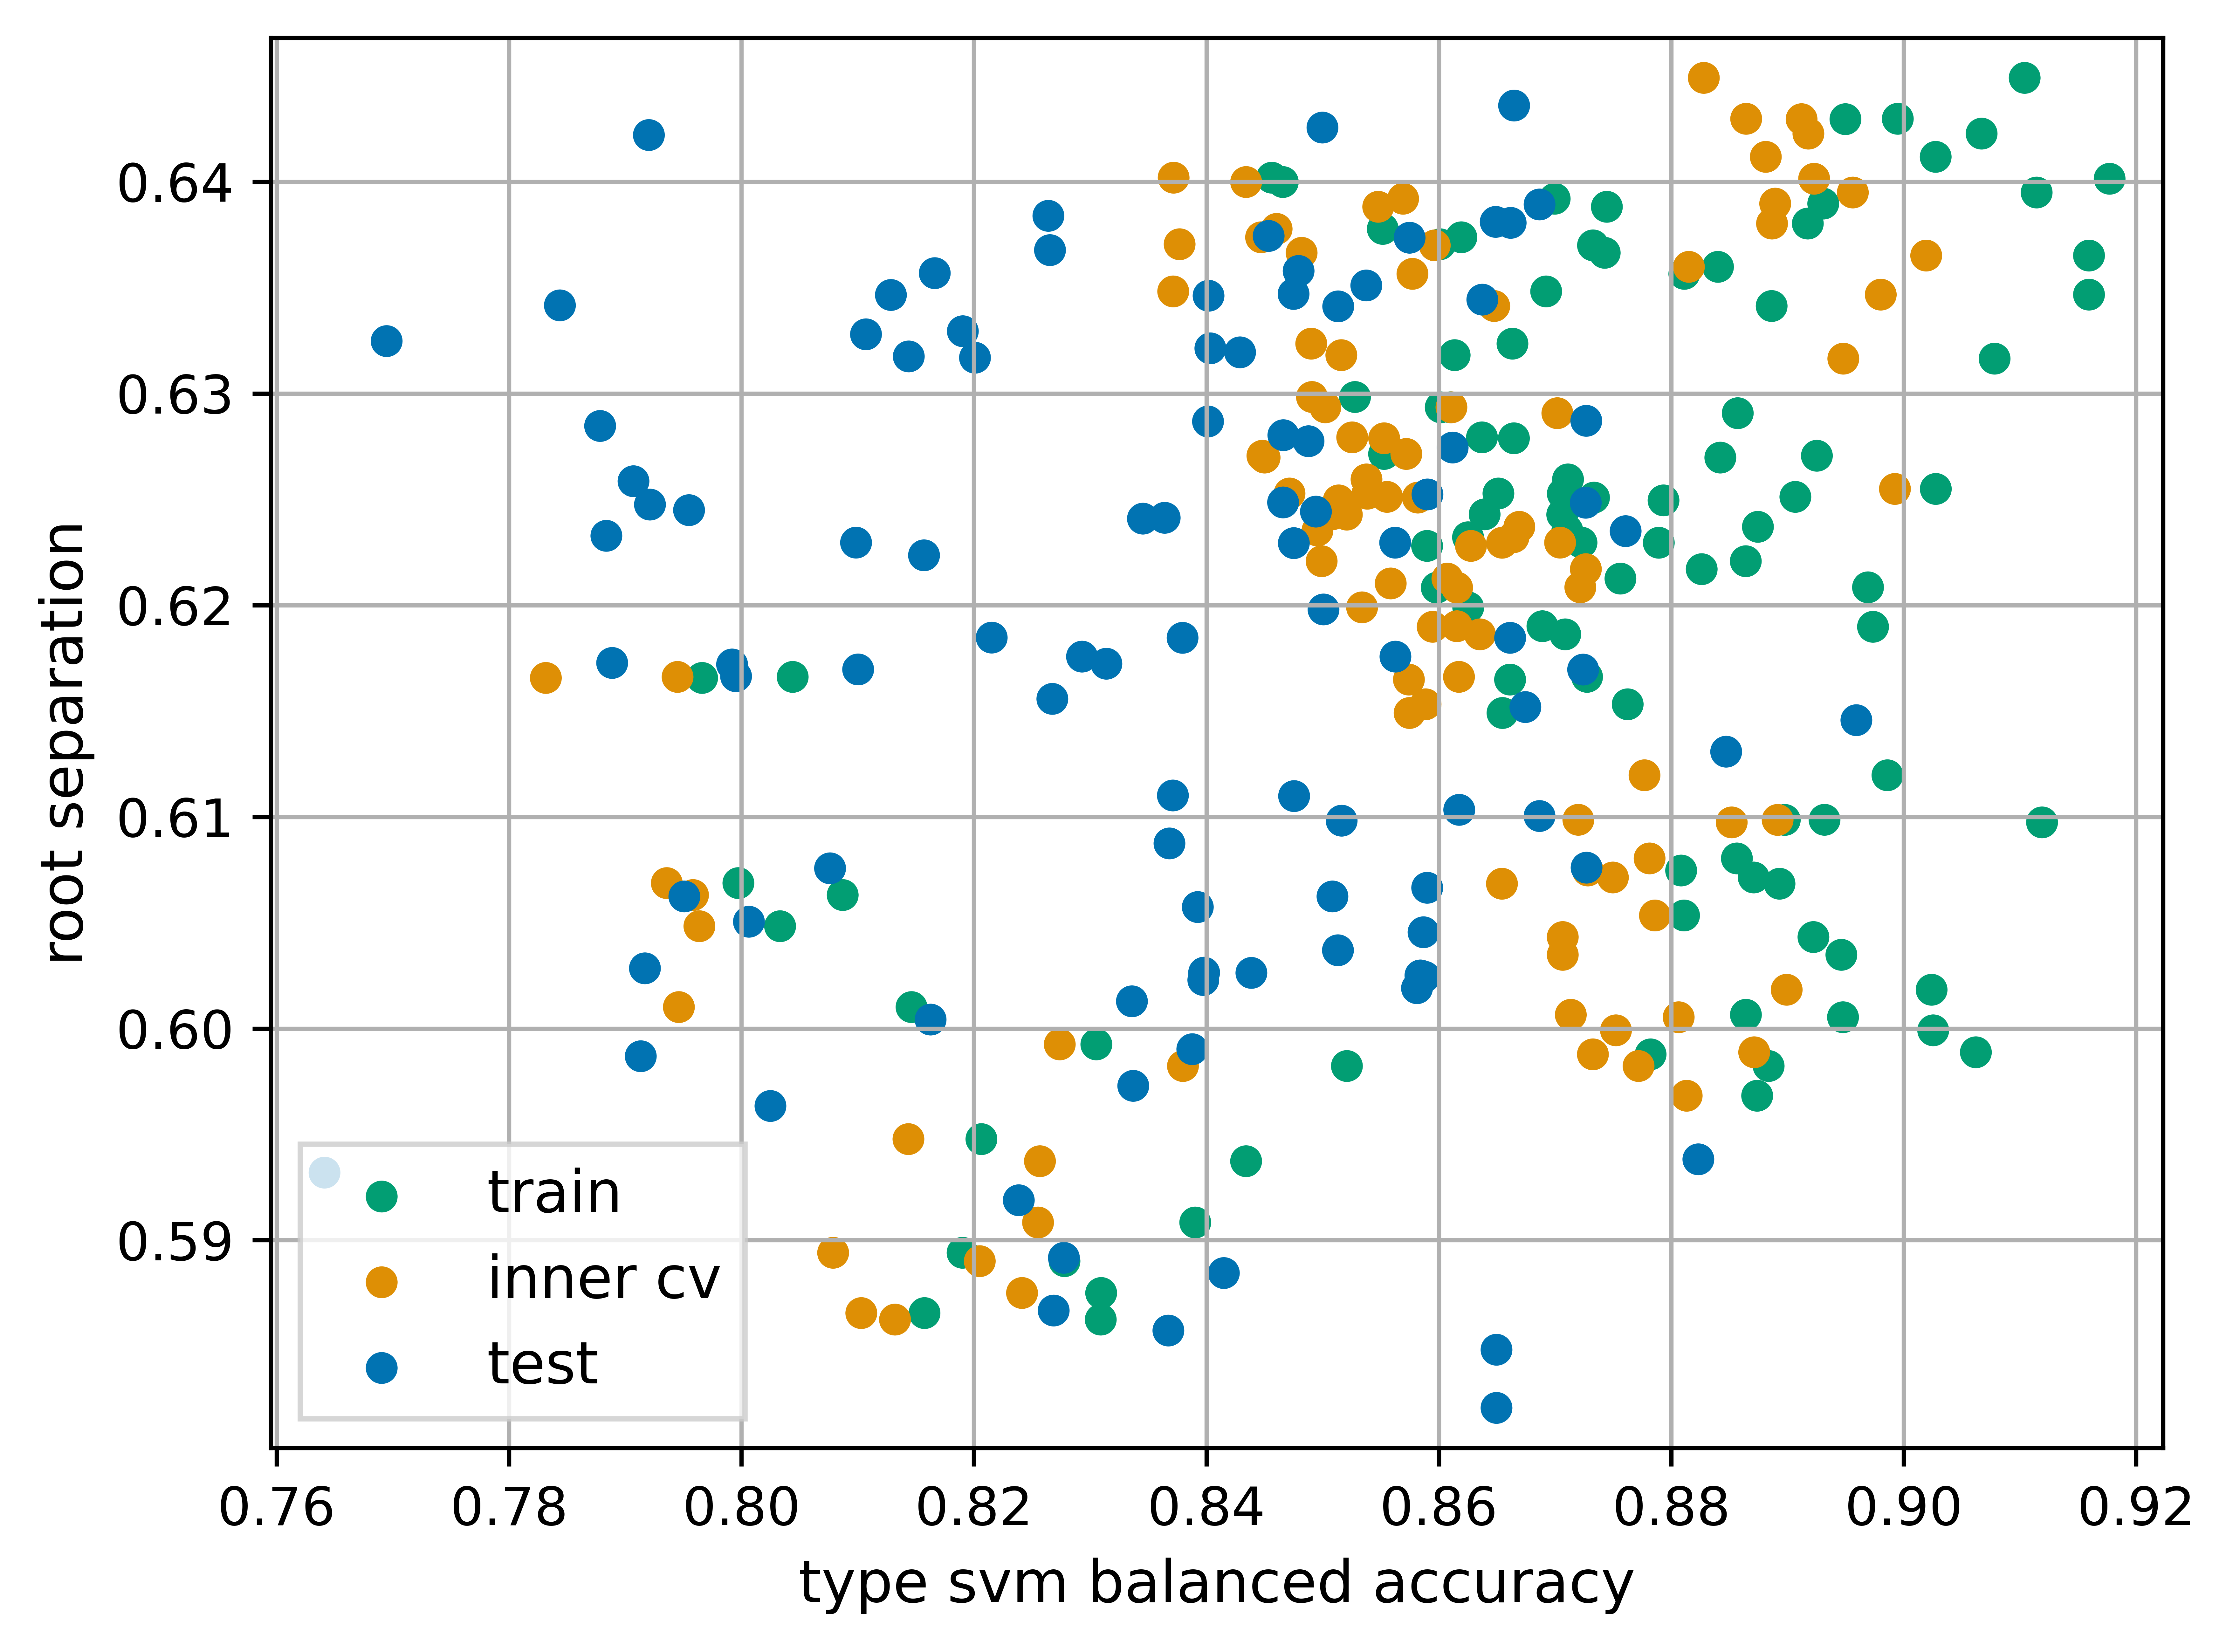 0.64
0.63
0.62
0.61
0.60
0.59
root separation
train
inner cv
test
0.76 0.78 0.80 0.82 0.84 0.86 0.88 0.90 0.92
type svm balanced accuracy